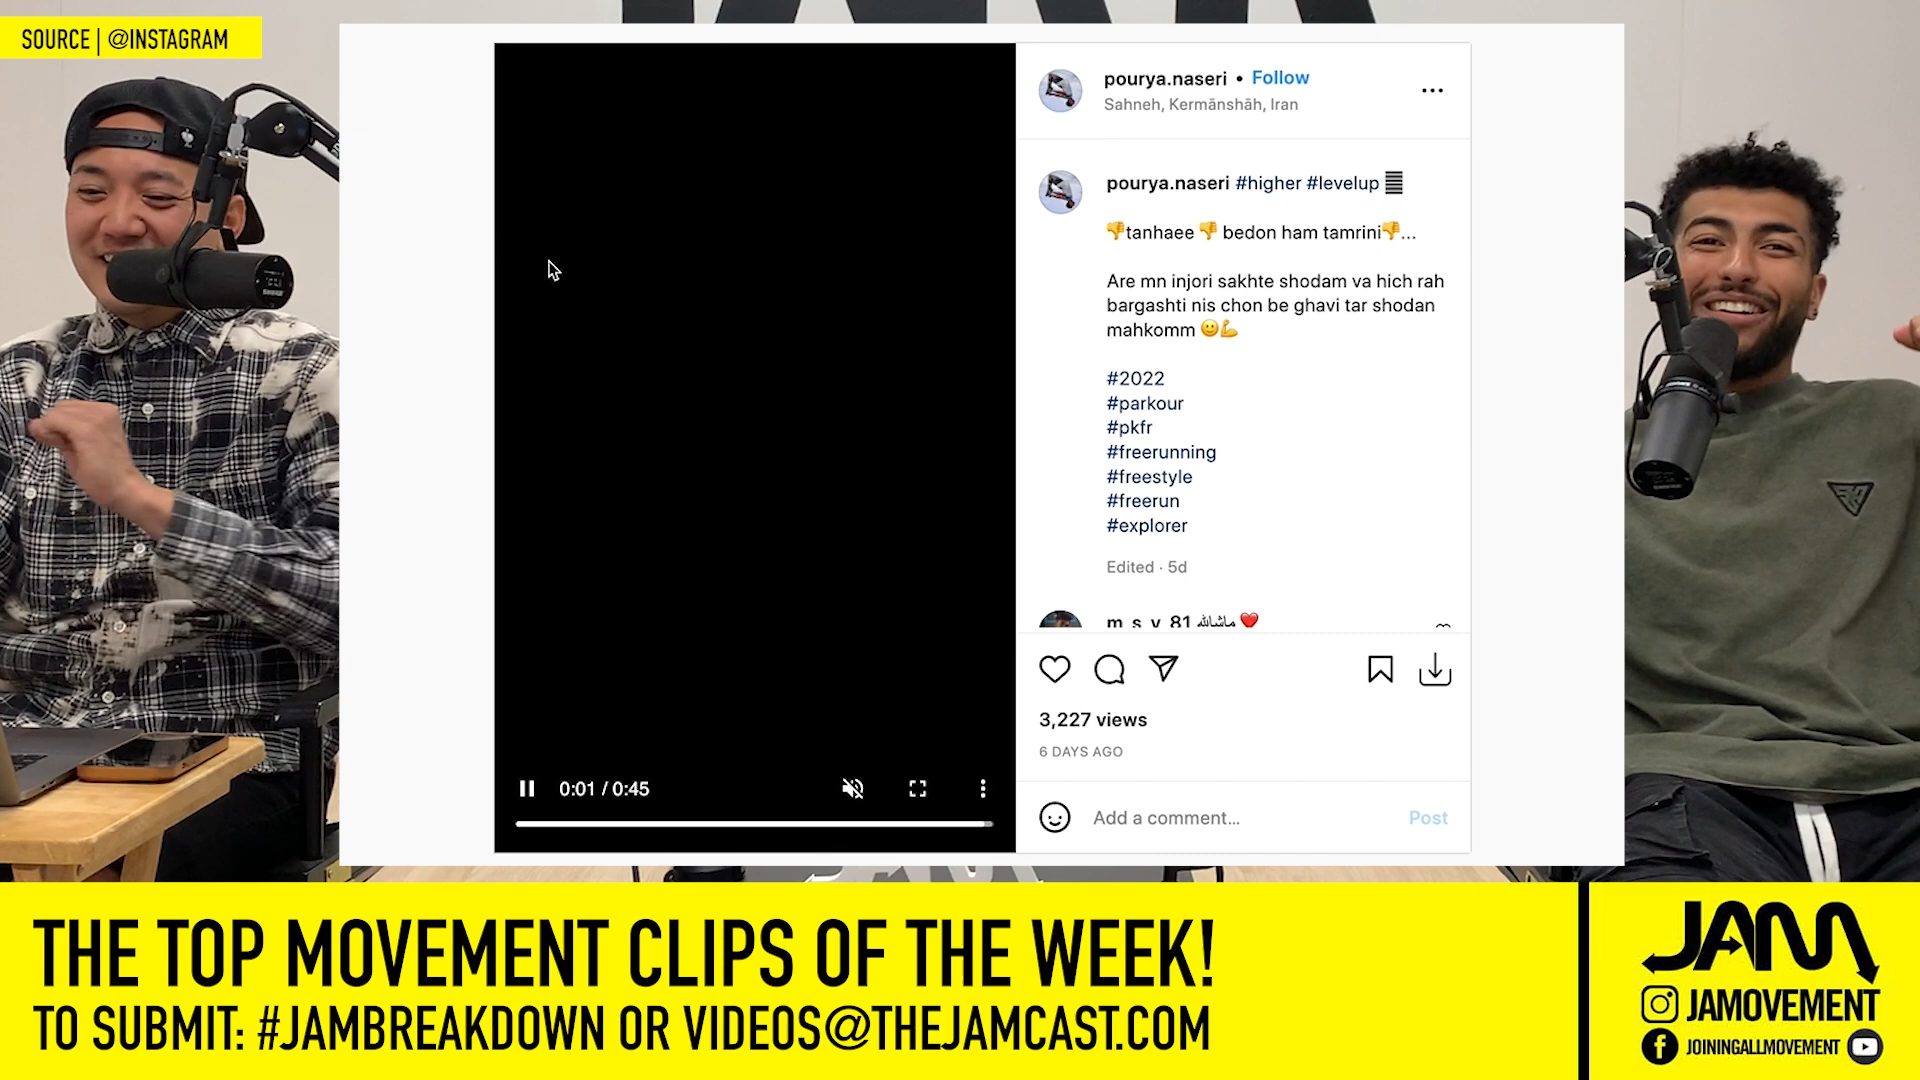 SOURCE | @INSTAGRAM
pourya.naseri • Follow
Sahneh, Kermānshāh, Iran
pourya.naseri #higher #levelup
👎tanhaee 👎 bedon ham tamrini👎...
Are mn injori sakhte shodam va hich rah
bargashti nis chon be ghavi tar shodan
mahkomm 🙂💪
#2022
#parkour
#pkfr
#freerunning
#freestyle
#freerun
#explorer
Edited · 5d
m_s_v_81 ماشاالله ❤️
3,227 views
6 DAYS AGO
Add a comment... Post
0:01 / 0:45
THE TOP MOVEMENT CLIPS OF THE WEEK!
TO SUBMIT: #JAMBREAKDOWN OR VIDEOS@THEJAMCAST.COM
JAM
JAMOVEMENT
JOININGALLMOVEMENT